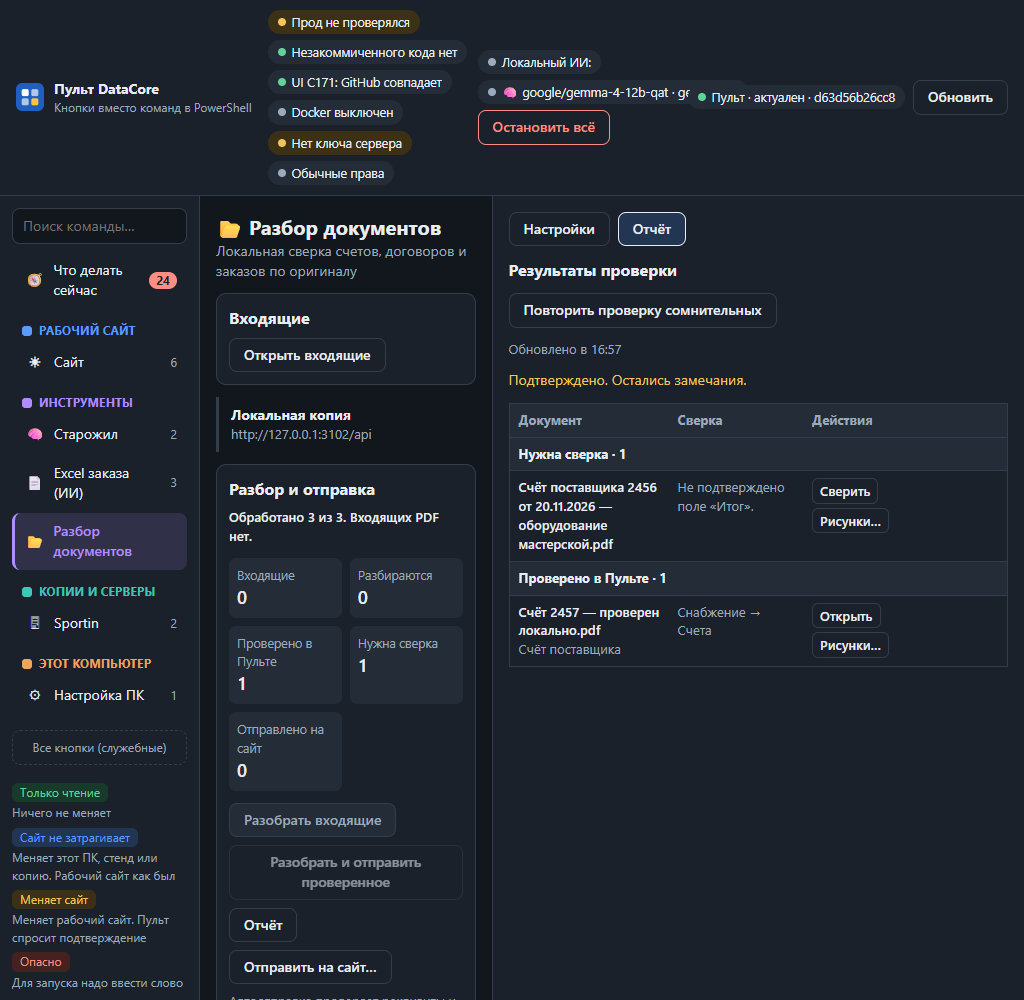 Пульт DataCore
Кнопки вместо команд в PowerShell
Прод не проверялся
Незакоммиченного кода нет
UI C171: GitHub совпадает
Docker выключен
Нет ключа сервера
Обычные права
Локальный ИИ:
google/gemma-4-12b-qat · ge
Остановить всё
Пульт · актуален · d63d56b26cc8
Обновить
Поиск команды...
Что делать
сейчас
24
РАБОЧИЙ САЙТ
Сайт 6
ИНСТРУМЕНТЫ
Старожил 2
Excel заказа
(ИИ)
3
Разбор
документов
КОПИИ И СЕРВЕРЫ
Sportin 2
ЭТОТ КОМПЬЮТЕР
Настройка ПК 1
Все кнопки (служебные)
Только чтение
Ничего не меняет
Сайт не затрагивает
Меняет этот ПК, стенд или
копию. Рабочий сайт как был
Меняет сайт
Меняет рабочий сайт. Пульт
спросит подтверждение
Опасно
Для запуска надо ввести слово
Разбор документов
Локальная сверка счетов, договоров и
заказов по оригиналу
Входящие
Открыть входящие
Локальная копия
http://127.0.0.1:3102/api
Разбор и отправка
Обработано 3 из 3. Входящих PDF
нет.
Входящие
0
Разбираются
0
Проверено в
Пульте
1
Нужна сверка
1
Отправлено на
сайт
0
Разобрать входящие
Разобрать и отправить
проверенное
Отчёт
Отправить на сайт...
Настройки
Отчёт
Результаты проверки
Повторить проверку сомнительных
Обновлено в 16:57
Подтверждено. Остались замечания.
Документ Сверка Действия
Нужна сверка · 1
Счёт поставщика 2456
от 20.11.2026 —
оборудование
мастерской.pdf
Не подтверждено
поле «Итог».
Сверить
Рисунки...
Проверено в Пульте · 1
Счёт 2457 — проверен
локально.pdf
Счёт поставщика
Снабжение →
Счета
Открыть
Рисунки...